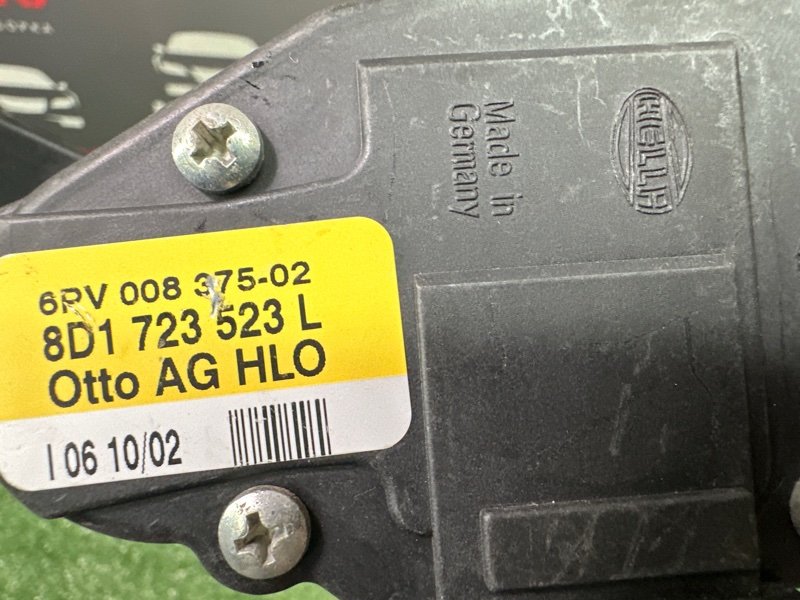 Made in
Germany
HELLA
6PV 008 375-02
8D1 723 523 L
Otto AG HLO
I 06 10/02